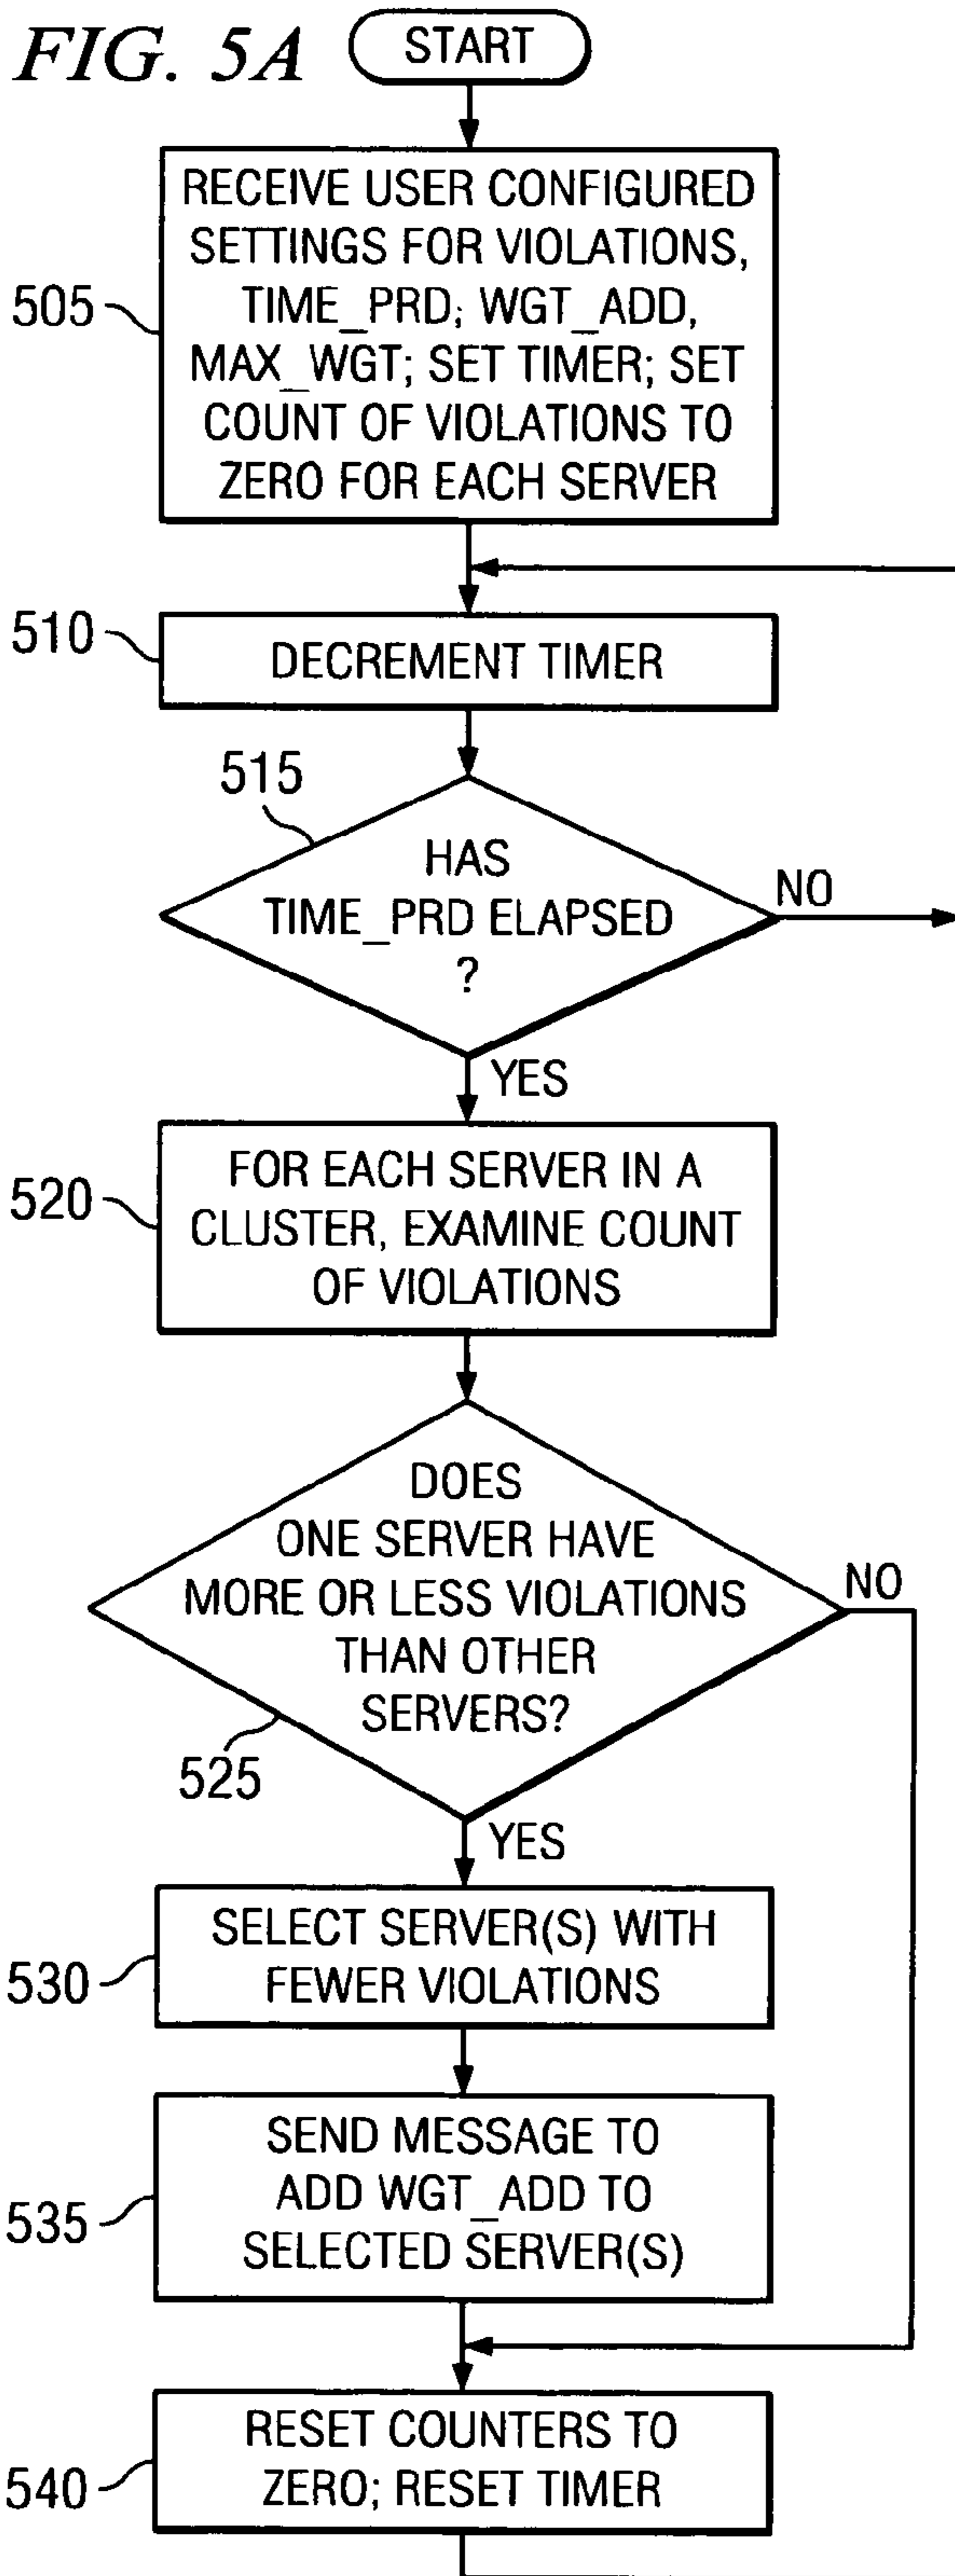 FIG. 5A
START
RECEIVE USER CONFIGURED
SETTINGS FOR VIOLATIONS,
TIME_PRD; WGT_ADD,
MAX_WGT; SET TIMER; SET
COUNT OF VIOLATIONS TO
ZERO FOR EACH SERVER
505
510
DECREMENT TIMER
515
HAS
TIME_PRD ELAPSED
?
NO
YES
520
FOR EACH SERVER IN A
CLUSTER, EXAMINE COUNT
OF VIOLATIONS
DOES
ONE SERVER HAVE
MORE OR LESS VIOLATIONS
THAN OTHER
SERVERS?
NO
525
YES
530
SELECT SERVER(S) WITH
FEWER VIOLATIONS
535
SEND MESSAGE TO
ADD WGT_ADD TO
SELECTED SERVER(S)
540
RESET COUNTERS TO
ZERO; RESET TIMER